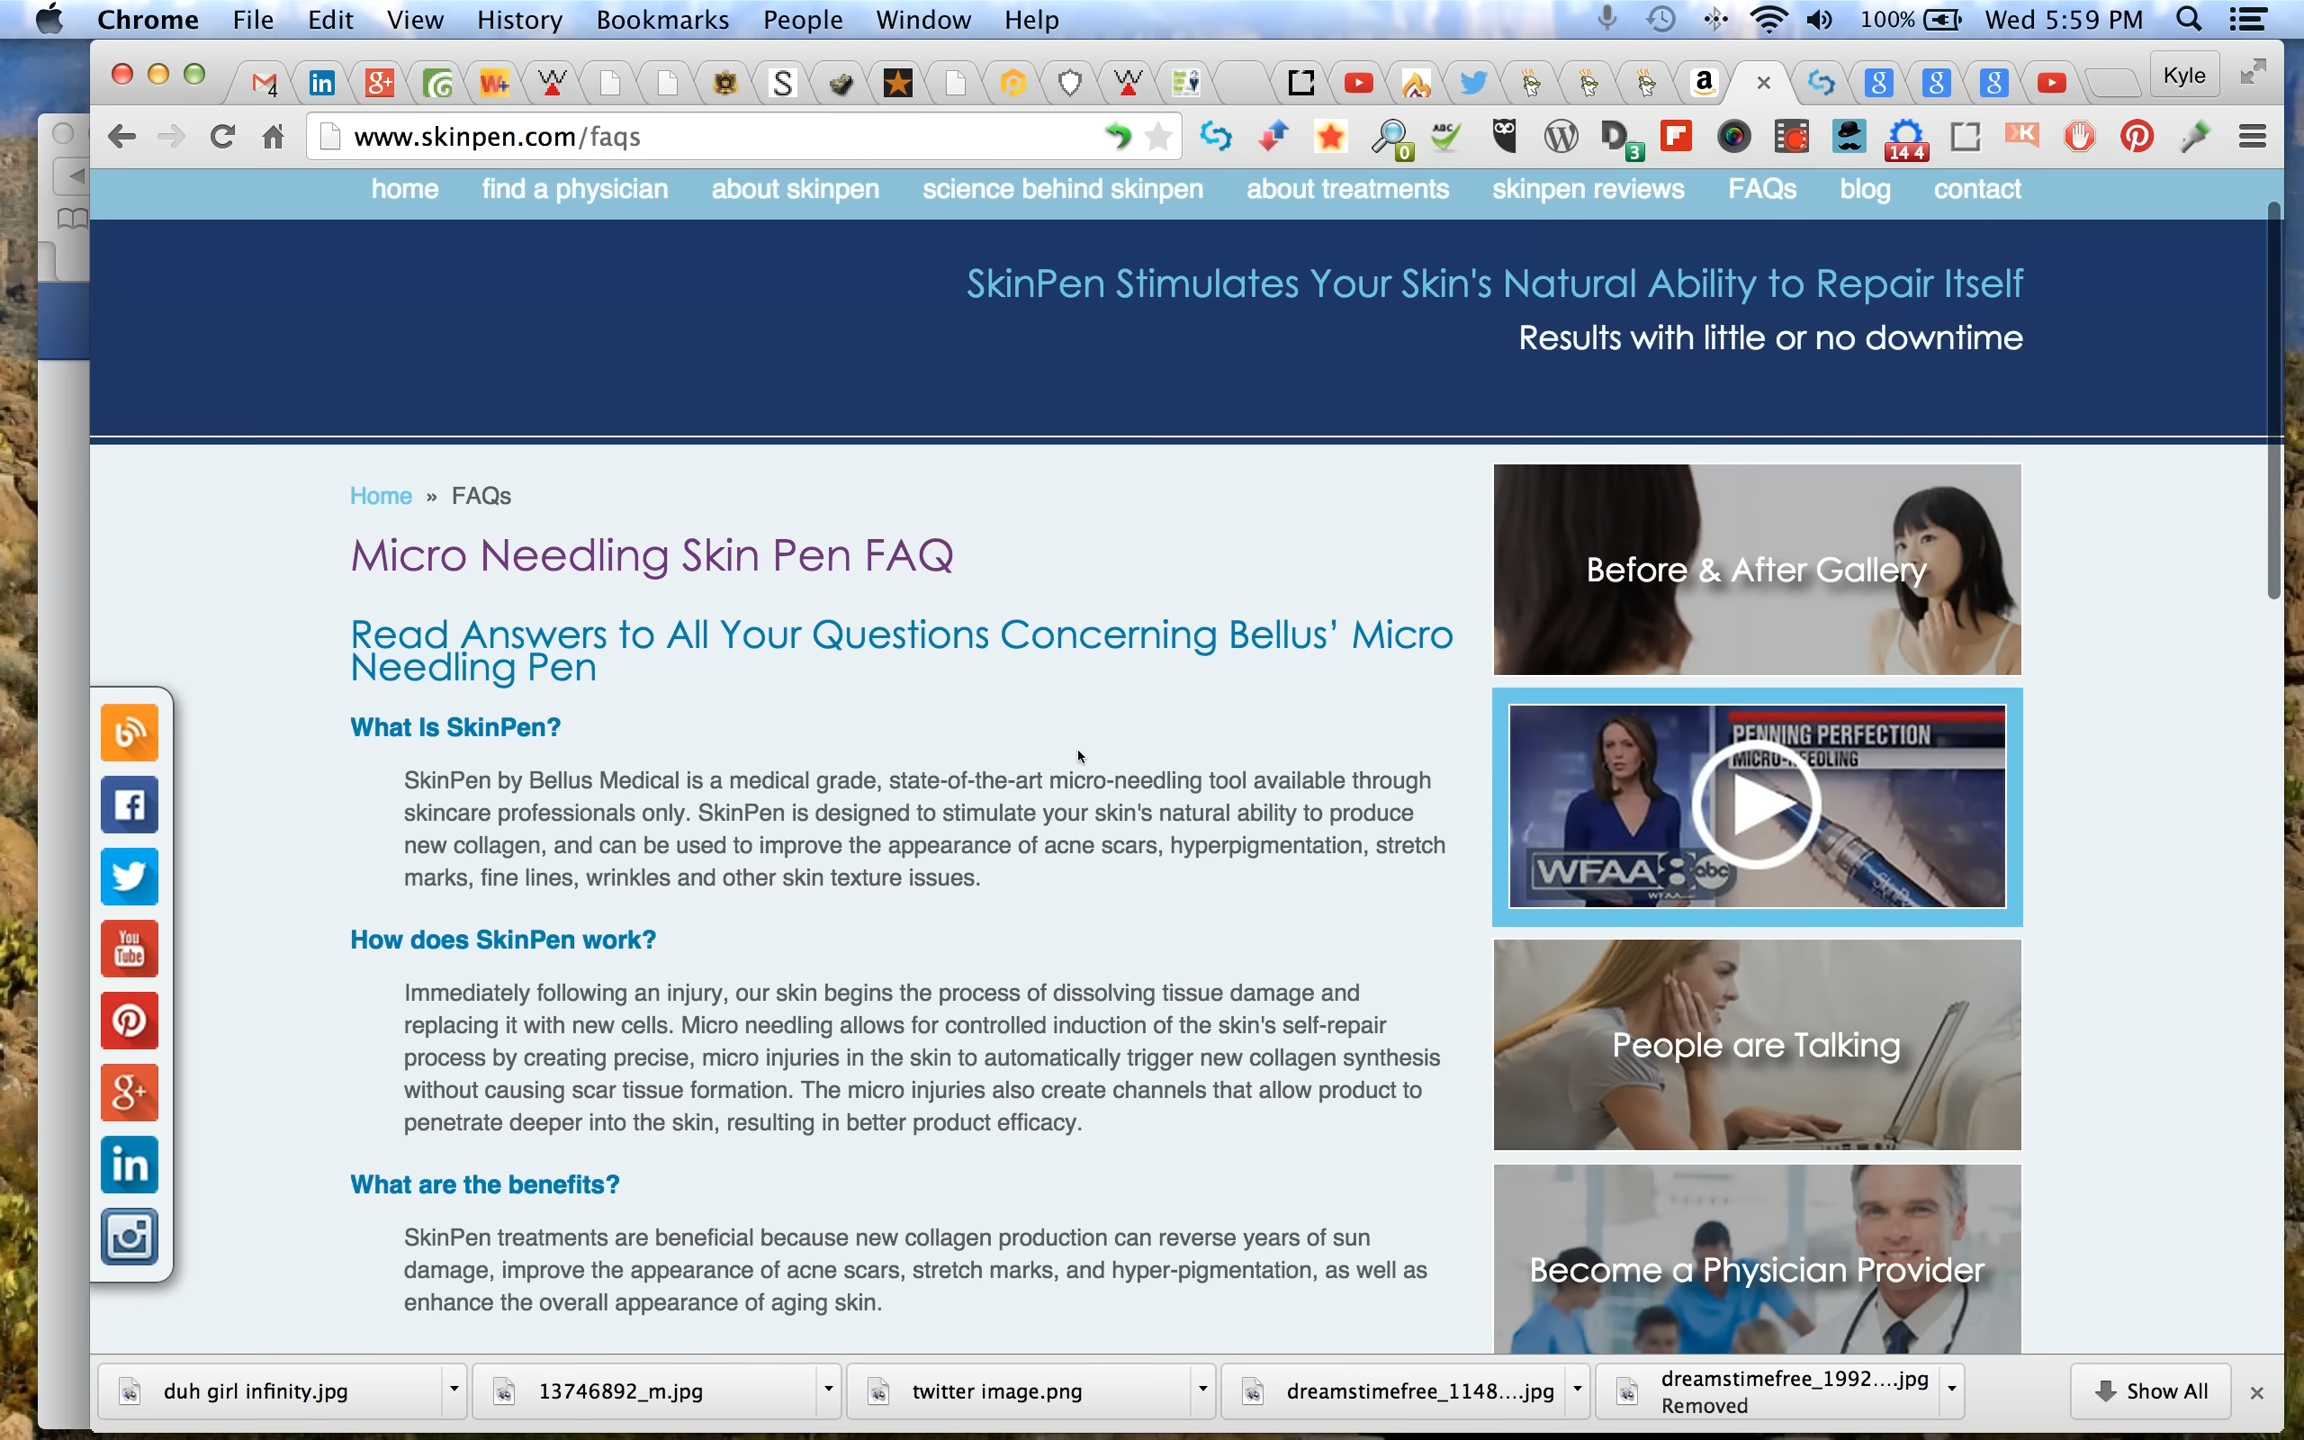 Chrome File Edit View History Bookmarks People Window Help 100% Wed 5:59 PM
Kyle
www.skinpen.com/faqs
ABC 0 3 14 4
home find a physician about skinpen science behind skinpen about treatments skinpen reviews FAQs blog contact
SkinPen Stimulates Your Skin's Natural Ability to Repair Itself
Results with little or no downtime
Home » FAQs
Micro Needling Skin Pen FAQ
Read Answers to All Your Questions Concerning Bellus’ Micro
Needling Pen
What Is SkinPen?
SkinPen by Bellus Medical is a medical grade, state-of-the-art micro-needling tool available through
skincare professionals only. SkinPen is designed to stimulate your skin's natural ability to produce
new collagen, and can be used to improve the appearance of acne scars, hyperpigmentation, stretch
marks, fine lines, wrinkles and other skin texture issues.
How does SkinPen work?
Immediately following an injury, our skin begins the process of dissolving tissue damage and
replacing it with new cells. Micro needling allows for controlled induction of the skin's self-repair
process by creating precise, micro injuries in the skin to automatically trigger new collagen synthesis
without causing scar tissue formation. The micro injuries also create channels that allow product to
penetrate deeper into the skin, resulting in better product efficacy.
What are the benefits?
SkinPen treatments are beneficial because new collagen production can reverse years of sun
damage, improve the appearance of acne scars, stretch marks, and hyper-pigmentation, as well as
enhance the overall appearance of aging skin.
Before & After Gallery
PENNING PERFECTION
MICRO-NEEDLING
WFAA 8 abc
People are Talking
Become a Physician Provider
You
Tube
g+
in
duh girl infinity.jpg
13746892_m.jpg
twitter image.png
dreamstimefree_1148....jpg
dreamstimefree_1992....jpg
Removed
Show All